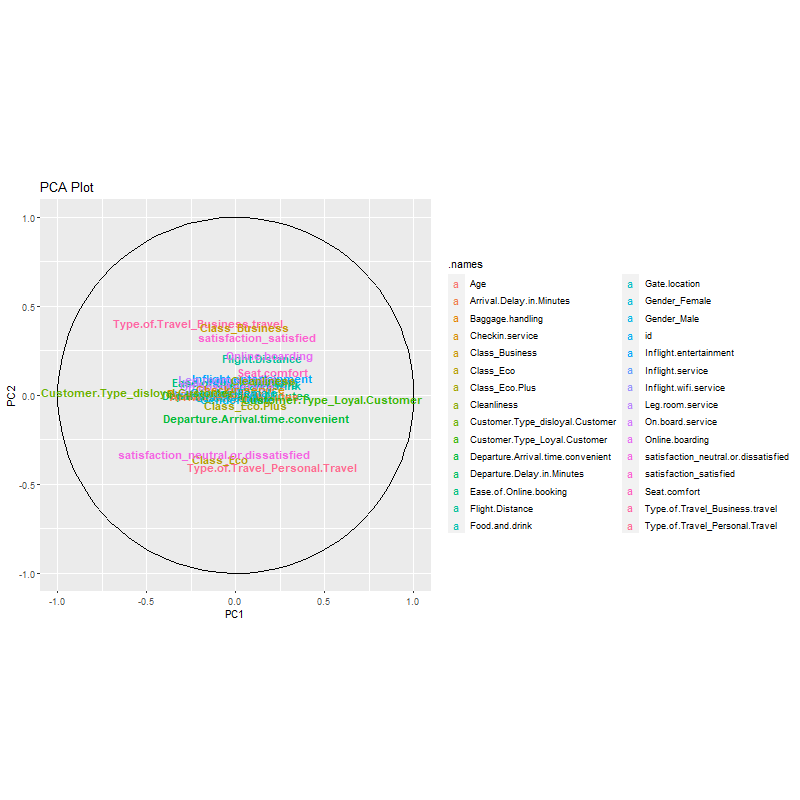 PCA Plot
1.0
0.5
0.0
-0.5
-1.0
PC2
Type.of.Travel_Business.travel
Class_Business
satisfaction_satisfied
Online.boarding
Flight.Distance
Seat.comfort
Customer.Type_disloyal.Customer
Customer.Type_Loyal.Customer
Class_Eco.Plus
Departure.Arrival.time.convenient
satisfaction_neutral.or.dissatisfied
Class_Eco
Type.of.Travel_Personal.Travel
-1.0
-0.5
0.0
0.5
1.0
PC1
.names
a Age
a Arrival.Delay.in.Minutes
a Baggage.handling
a Checkin.service
a Class_Business
a Class_Eco
a Class_Eco.Plus
a Cleanliness
a Customer.Type_disloyal.Customer
a Customer.Type_Loyal.Customer
a Departure.Arrival.time.convenient
a Departure.Delay.in.Minutes
a Ease.of.Online.booking
a Flight.Distance
a Food.and.drink
a Gate.location
a Gender_Female
a Gender_Male
a id
a Inflight.entertainment
a Inflight.service
a Inflight.wifi.service
a Leg.room.service
a On.board.service
a Online.boarding
a satisfaction_neutral.or.dissatisfied
a satisfaction_satisfied
a Seat.comfort
a Type.of.Travel_Business.travel
a Type.of.Travel_Personal.Travel